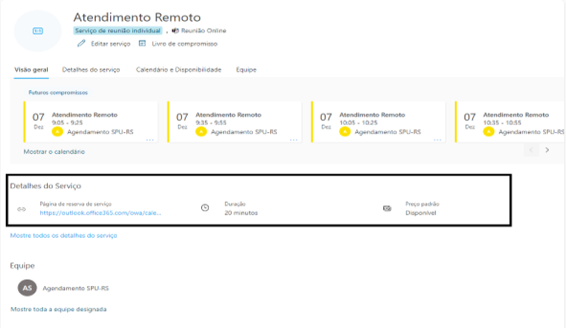 Atendimento Remoto
Serviço de reunião individual , Reunião Online
Editar serviço Livro de compromisso
Visão geral Detalhes do serviço Calendário e Disponibilidade Equipe
Futuros compromissos
07 Dez Atendimento Remoto 9:05 - 9:25 Agendamento SPU-RS ...
07 Dez Atendimento Remoto 9:35 - 9:55 Agendamento SPU-RS ...
07 Dez Atendimento Remoto 10:05 - 10:25 Agendamento SPU-RS ...
07 Dez Atendimento Remoto 10:35 - 10:55 Agendamento SPU-RS
Mostrar o calendário
Detalhes do Serviço
Página de reserva do serviço Duração Preço padrão
https://outlook.office365.com/owa/cale... 20 minutos Disponível
Mostre todos os detalhes do serviço
Equipe
AS Agendamento SPU-RS
Mostre toda a equipe designada